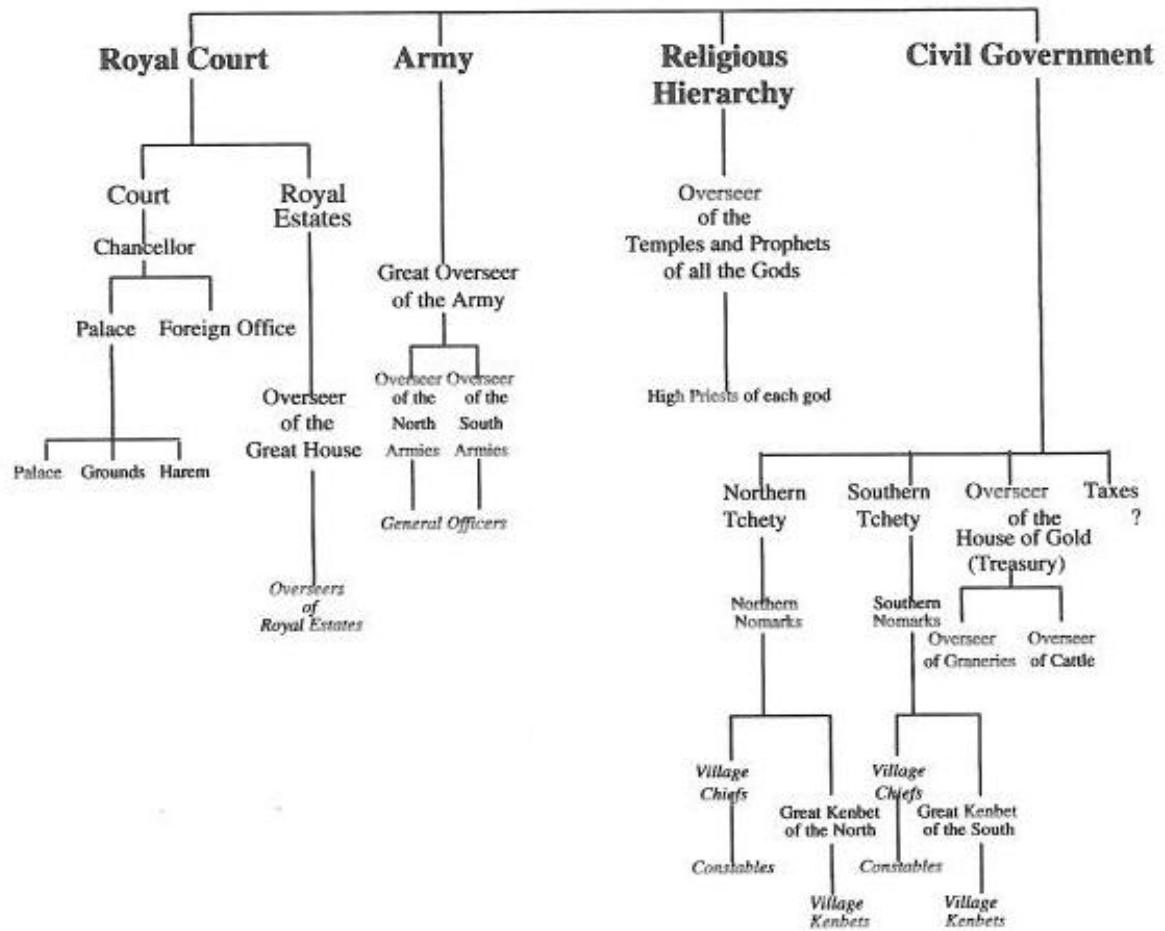 Royal Court
Army
Religious
Hierarchy
Civil Government
Court
Royal
Estates
Chancellor
Palace
Foreign Office
Palace
Grounds
Harem
Overseer
of the
Great House
Overseers
of
Royal Estates
Great Overseer
of the Army
Overseer
of the
North
Armies
Overseer
of the
South
Armies
General Officers
Overseer
of the
Temples and Prophets
of all the Gods
High Priests of each god
Northern
Tchety
Southern
Tchety
Overseer
of the
House of Gold
(Treasury)
Taxes
?
Northern
Nomarks
Southern
Nomarks
Overseer
of Graneries
Overseer
of Cattle
Village
Chiefs
Great Kenbet
of the North
Village
Chiefs
Great Kenbet
of the South
Constables
Village
Kenbets
Constables
Village
Kenbets